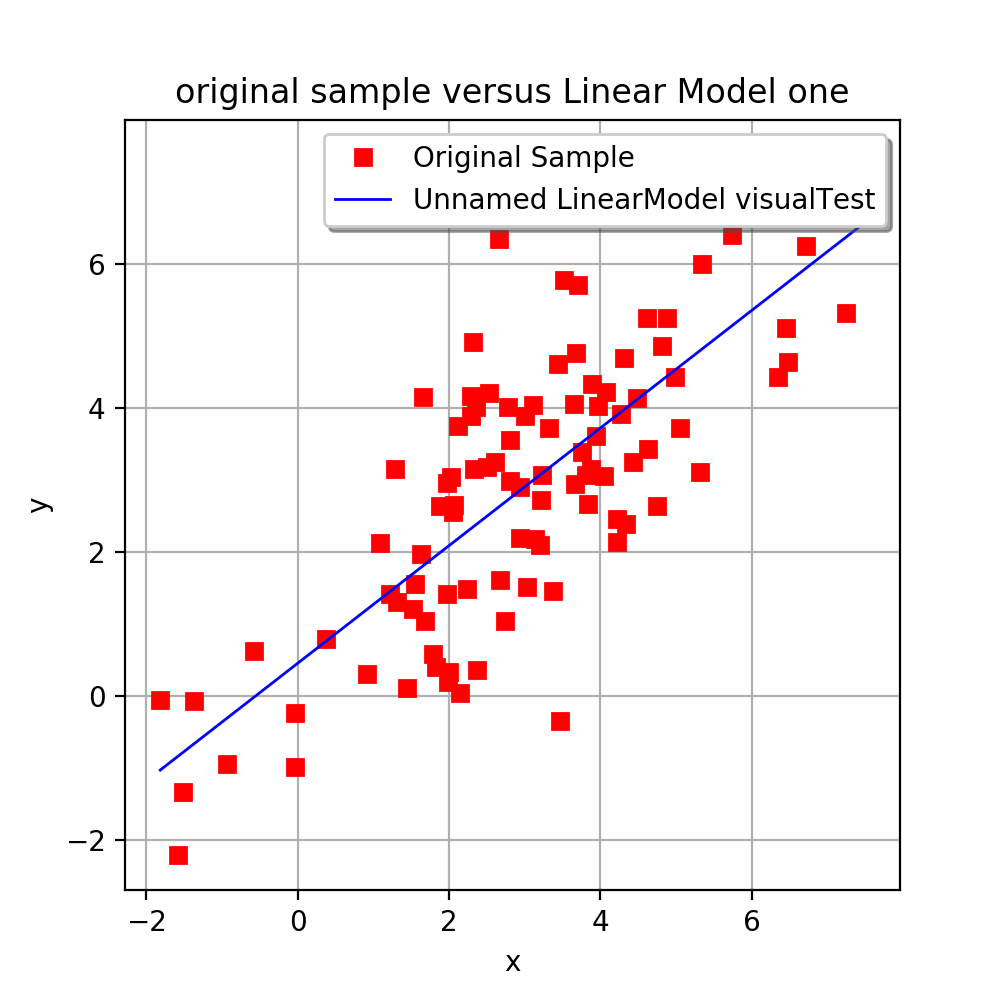 original sample versus Linear Model one
Original Sample
Unnamed LinearModel visualTest
6
4
2
0
−2
y
−2 0 2 4 6
x